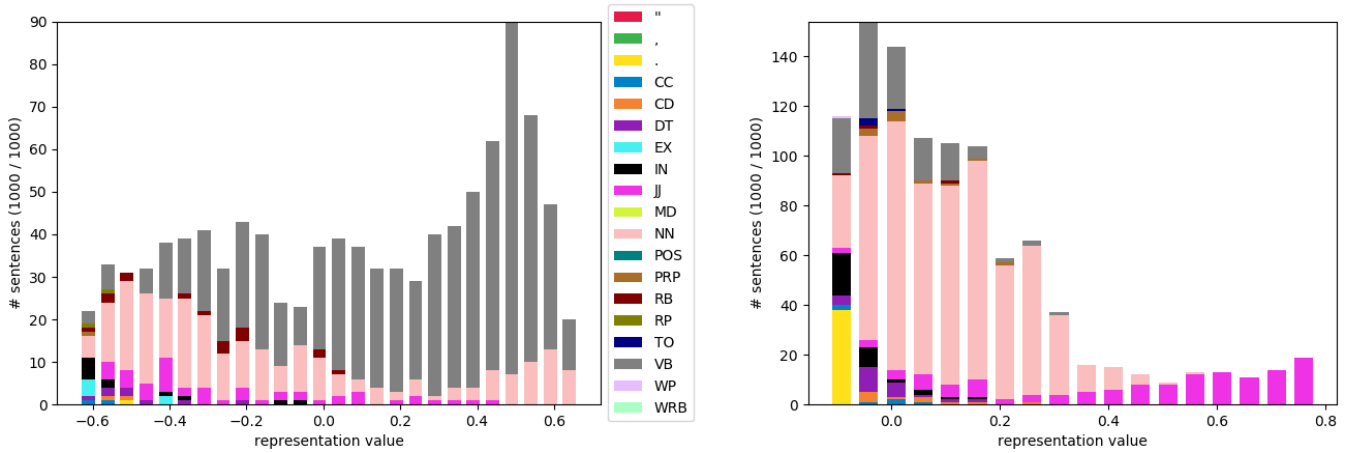 90
80
70
60
50
40
30
20
10
0
# sentences (1000 / 1000)
−0.6 −0.4 −0.2 0.0 0.2 0.4 0.6
representation value
"
,
.
CC
CD
DT
EX
IN
JJ
MD
NN
POS
PRP
RB
RP
TO
VB
WP
WRB
140
120
100
80
60
40
20
0
# sentences (1000 / 1000)
0.0 0.2 0.4 0.6 0.8
representation value